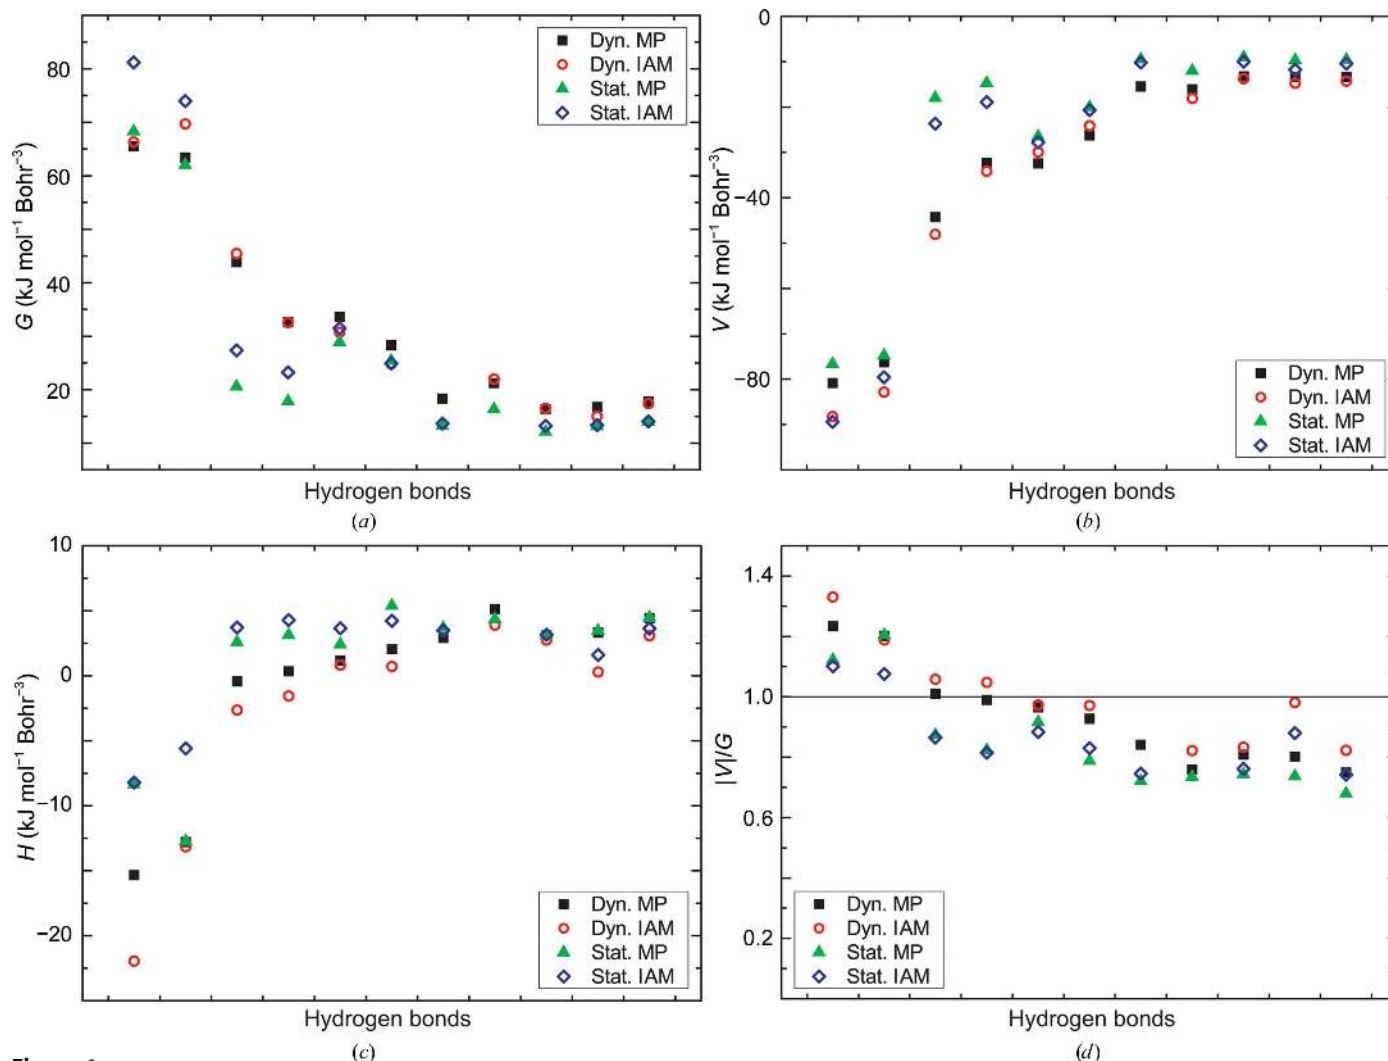 80
60
40
20
G (kJ mol⁻¹ Bohr⁻³)
Dyn. MP
Dyn. IAM
Stat. MP
Stat. IAM
Hydrogen bonds
(a)
0
−40
−80
V (kJ mol⁻¹ Bohr⁻³)
Dyn. MP
Dyn. IAM
Stat. MP
Stat. IAM
Hydrogen bonds
(b)
10
0
−10
−20
H (kJ mol⁻¹ Bohr⁻³)
Dyn. MP
Dyn. IAM
Stat. MP
Stat. IAM
Hydrogen bonds
(c)
1.4
1.0
0.6
0.2
|V|/G
Dyn. MP
Dyn. IAM
Stat. MP
Stat. IAM
Hydrogen bonds
(d)